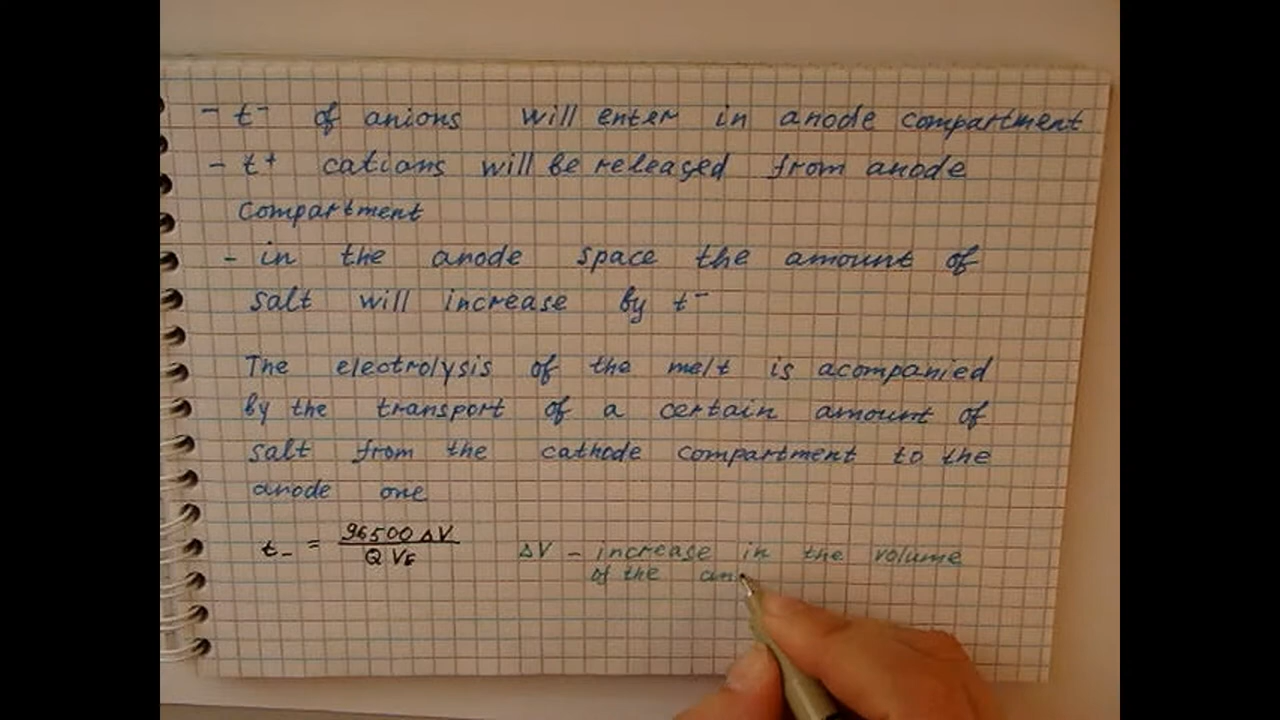 - t⁻ of anions will enter in anode compartment
- t⁺ cations will be released from anode
compartment
- in the anode space the amount of
salt will increase by t⁻
The electrolysis of the melt is acompanied
by the transport of a certain amount of
salt from the cathode compartment to the
anode one
t₋ = 96500 ΔV / Q VE
ΔV - increase in the volume
of the an